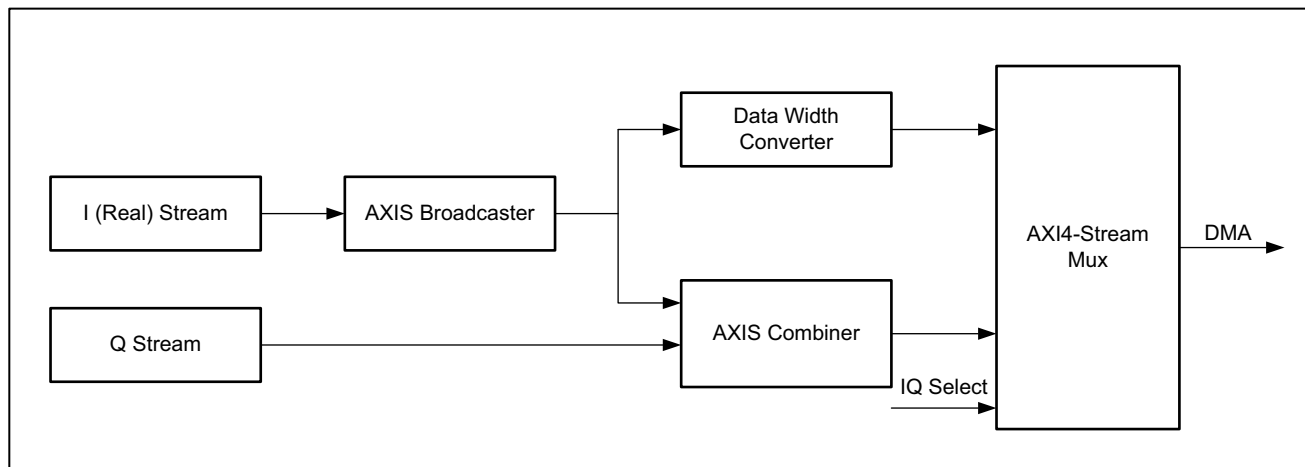 Data Width
Converter
I (Real) Stream
AXIS Broadcaster
AXI4-Stream
Mux
DMA
Q Stream
AXIS Combiner
IQ Select